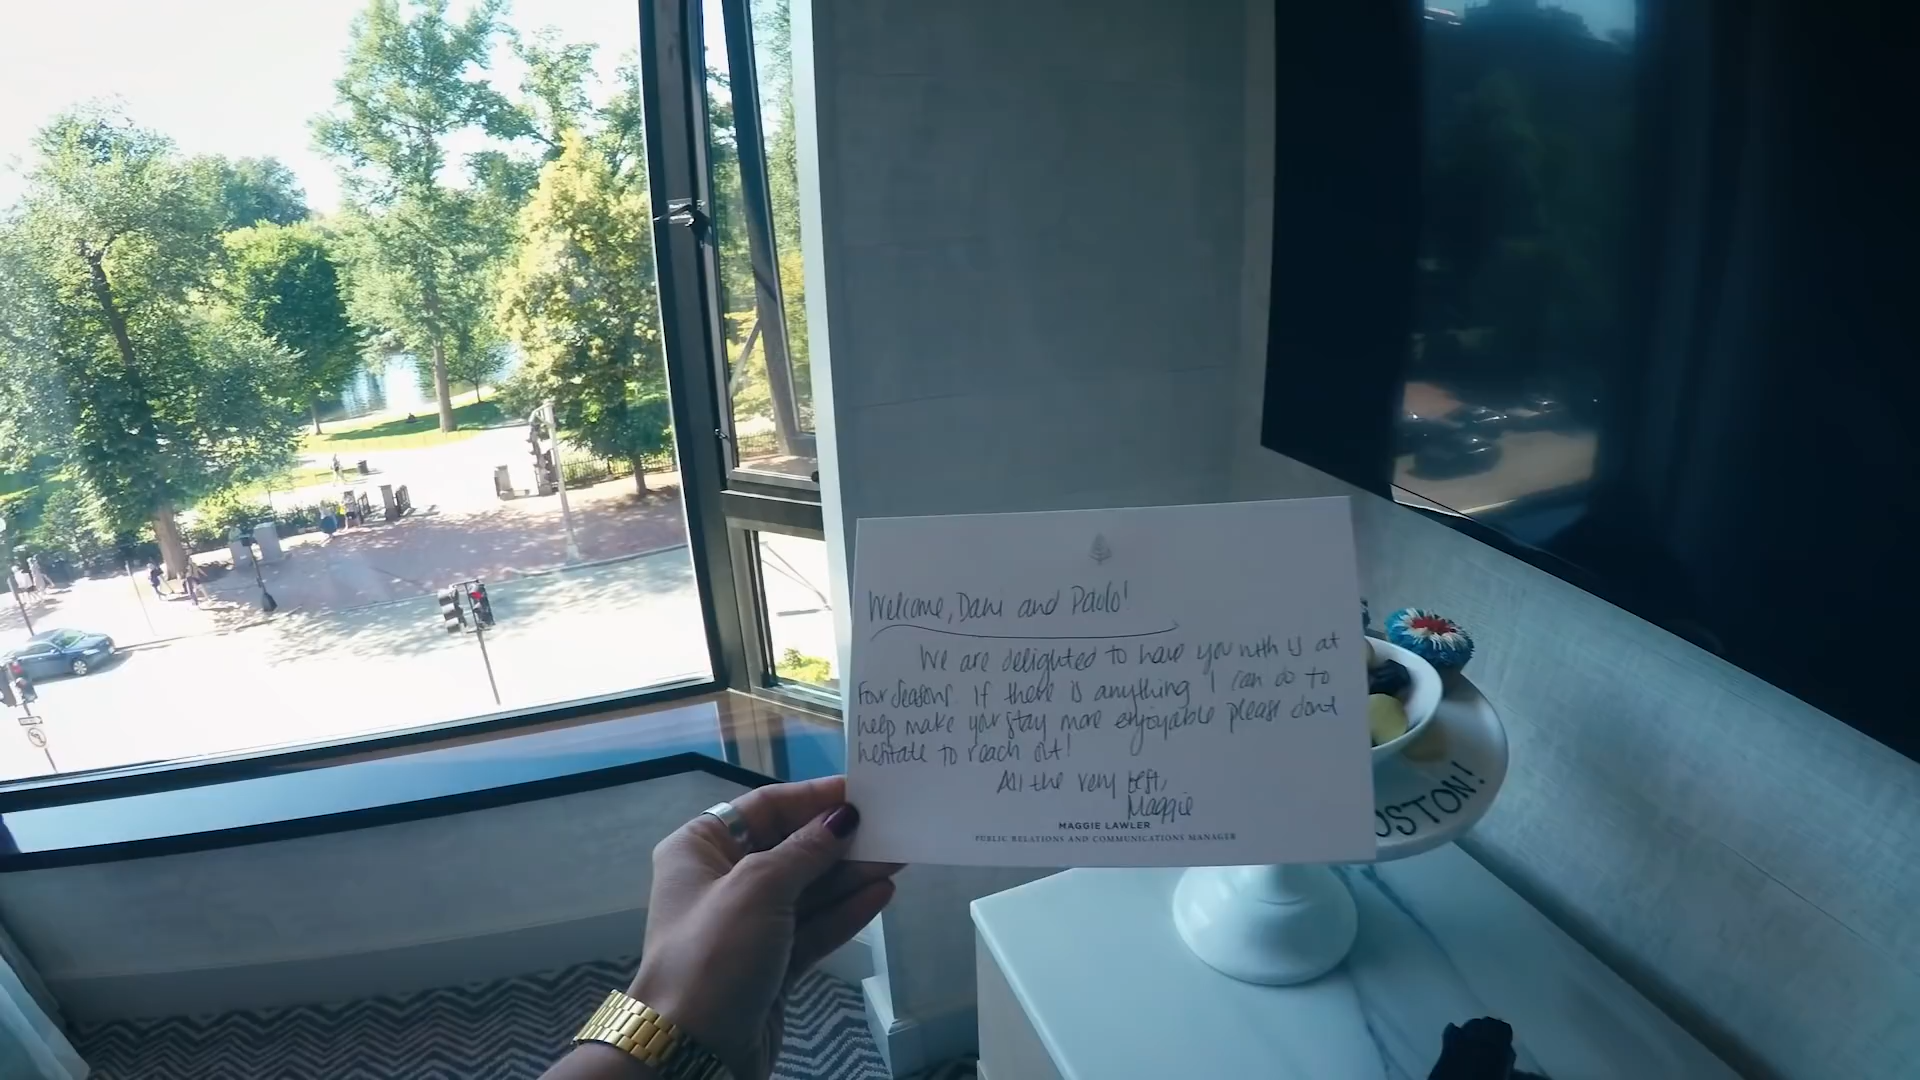 Welcome, Dani and Paolo!
We are delighted to have you with us at
Four Seasons. If there is anything I can do to
help make your stay more enjoyable please dont
hesitate to reach out!
All the very best,
Maggie
MAGGIE LAWLER
PUBLIC RELATIONS AND COMMUNICATIONS MANAGER
OSTON!